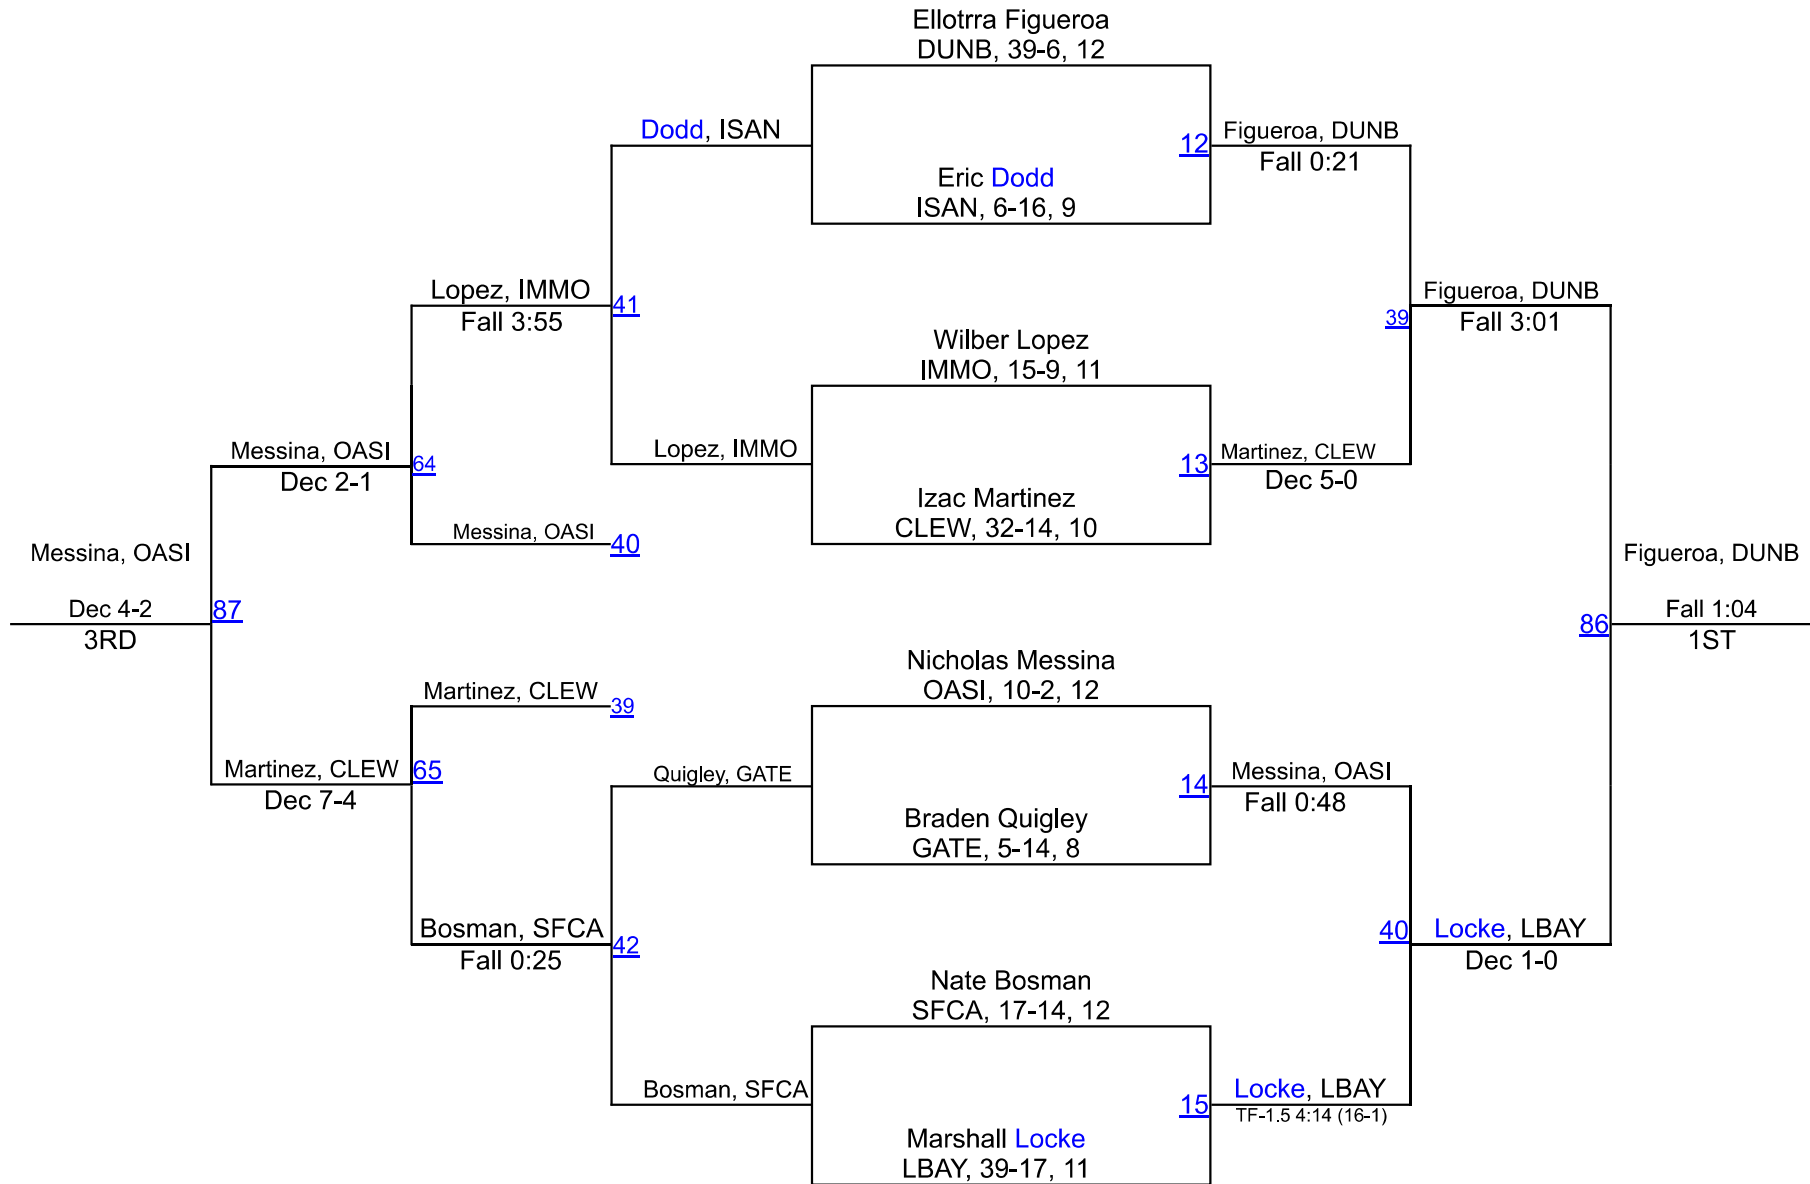 Ellotrra Figueroa
DUNB, 39-6, 12
Dodd, ISAN
12
Figueroa, DUNB
Fall 0:21
Eric Dodd
ISAN, 6-16, 9
Lopez, IMMO
Fall 3:55
41
39
Figueroa, DUNB
Fall 3:01
Wilber Lopez
IMMO, 15-9, 11
Messina, OASI
Dec 2-1
64
Lopez, IMMO
13
Martinez, CLEW
Dec 5-0
Izac Martinez
CLEW, 32-14, 10
Messina, OASI
40
Messina, OASI
Dec 4-2
3RD
87
Figueroa, DUNB
86
Fall 1:04
1ST
Nicholas Messina
OASI, 10-2, 12
Martinez, CLEW
39
Martinez, CLEW
Dec 7-4
65
Quigley, GATE
14
Messina, OASI
Fall 0:48
Braden Quigley
GATE, 5-14, 8
Bosman, SFCA
Fall 0:25
42
40
Locke, LBAY
Dec 1-0
Nate Bosman
SFCA, 17-14, 12
Bosman, SFCA
15
Locke, LBAY
TF-1.5 4:14 (16-1)
Marshall Locke
LBAY, 39-17, 11